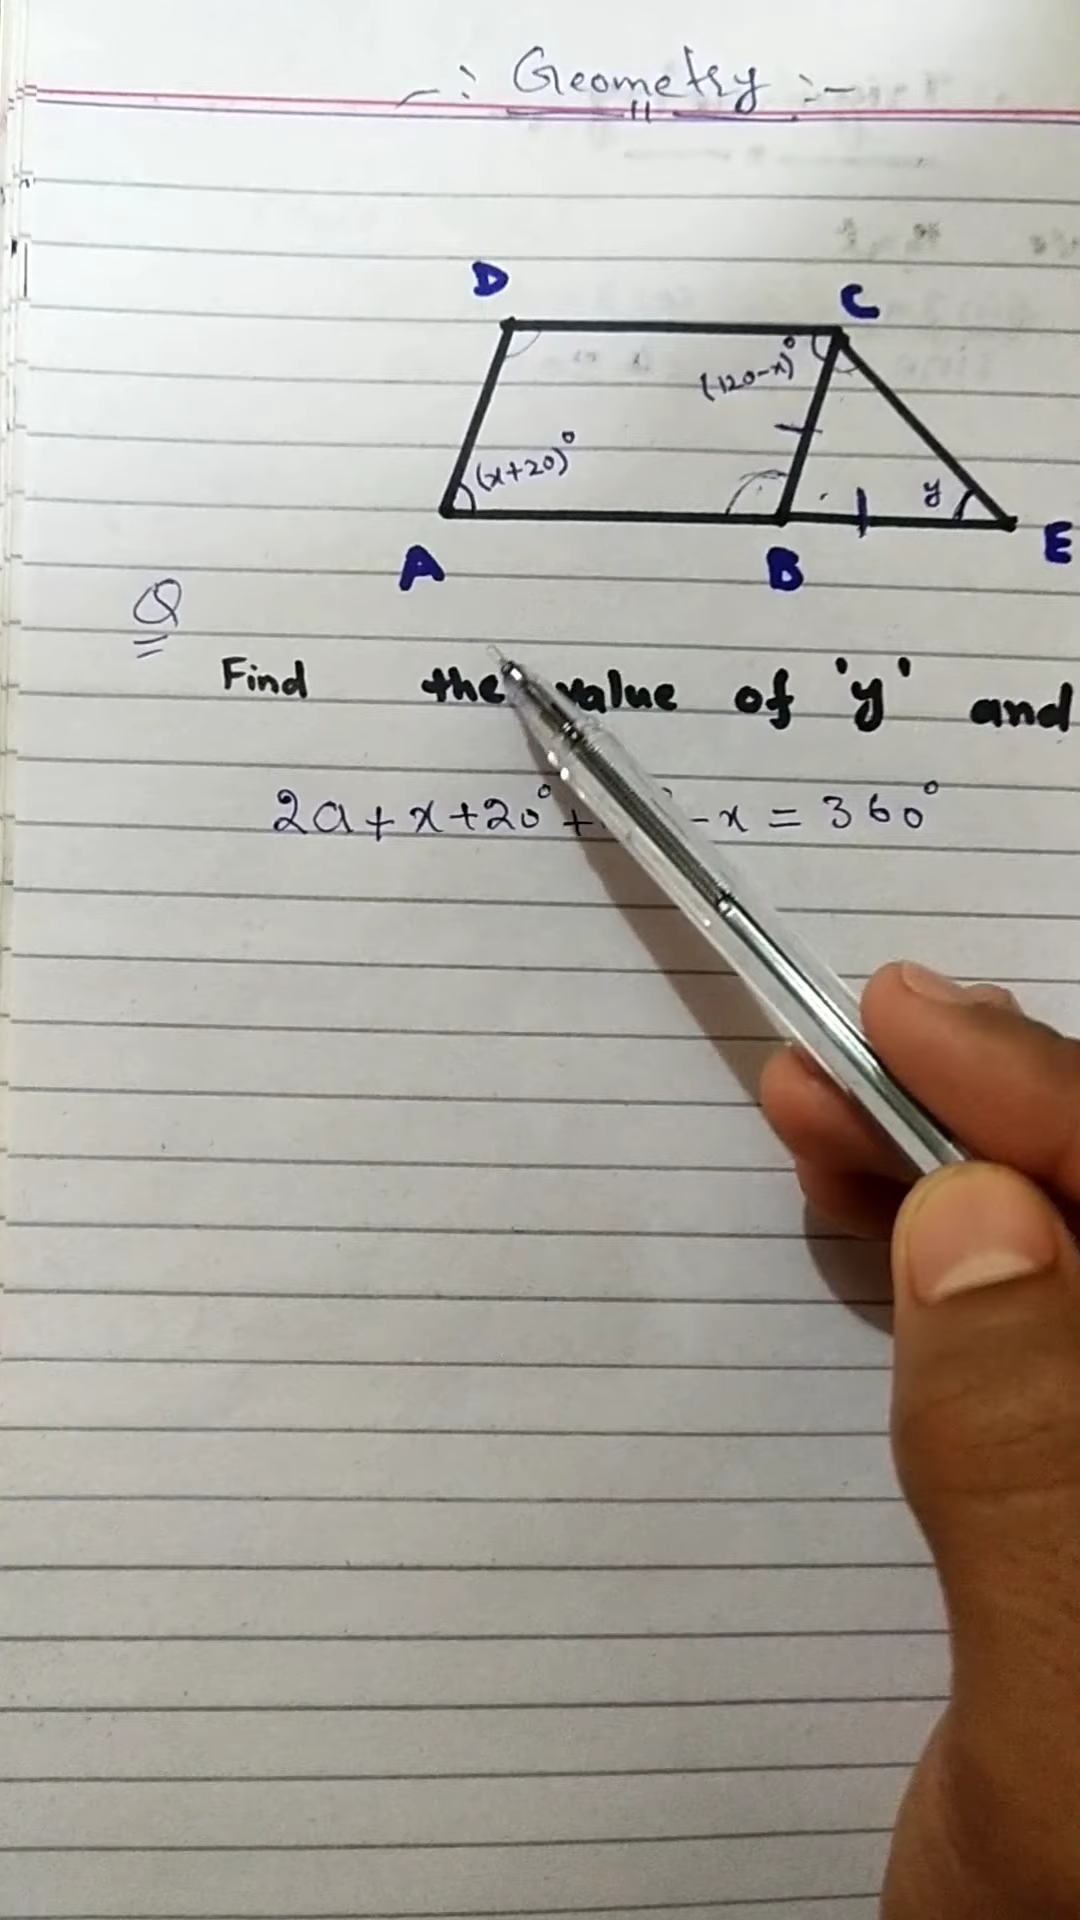 -: Geometry :-
D
C
(120-x)°
(x+20)°
y
A
B
E
Q
Find the value of 'y' and
2a+x+20°+ -x = 360°